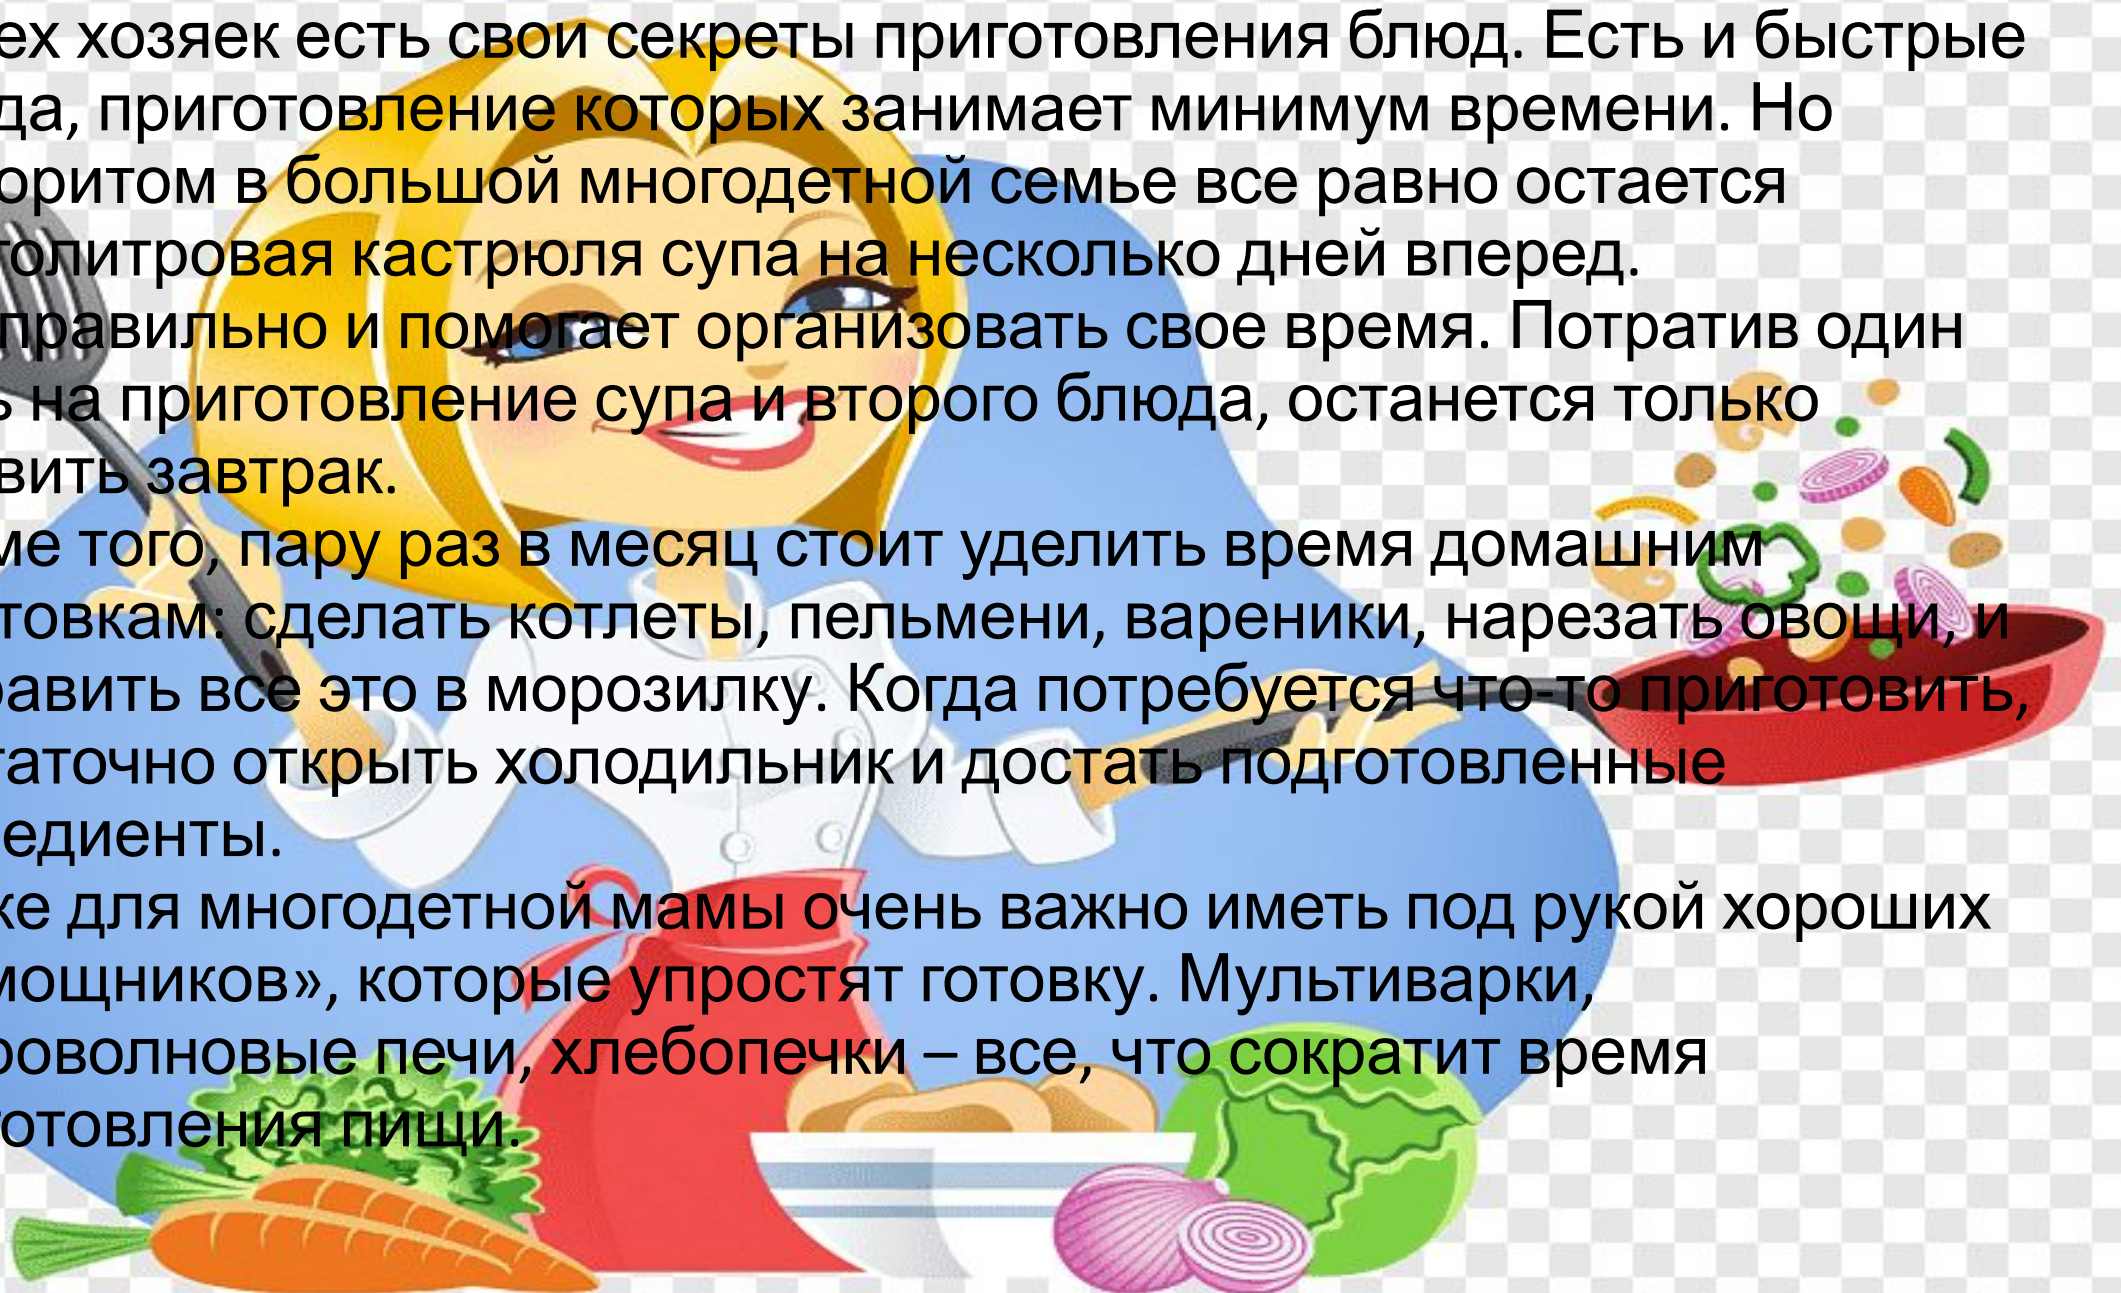 ех хозяек есть свои секреты приготовления блюд. Есть и быстрые
да, приготовление которых занимает минимум времени. Но
оритом в большой многодетной семье все равно остается
толитровая кастрюля супа на несколько дней вперед.
правильно и помогает организовать свое время. Потратив один
ь на приготовление супа и второго блюда, останется только
вить завтрак.
ме того, пару раз в месяц стоит уделить время домашним
товкам: сделать котлеты, пельмени, вареники, нарезать овощи, и
равить все это в морозилку. Когда потребуется что-то приготовить,
таточно открыть холодильник и достать подготовленные
едиенты.
же для многодетной мамы очень важно иметь под рукой хороших
мощников», которые упростят готовку. Мультиварки,
роволновые печи, хлебопечки – все, что сократит время
готовления пищи.